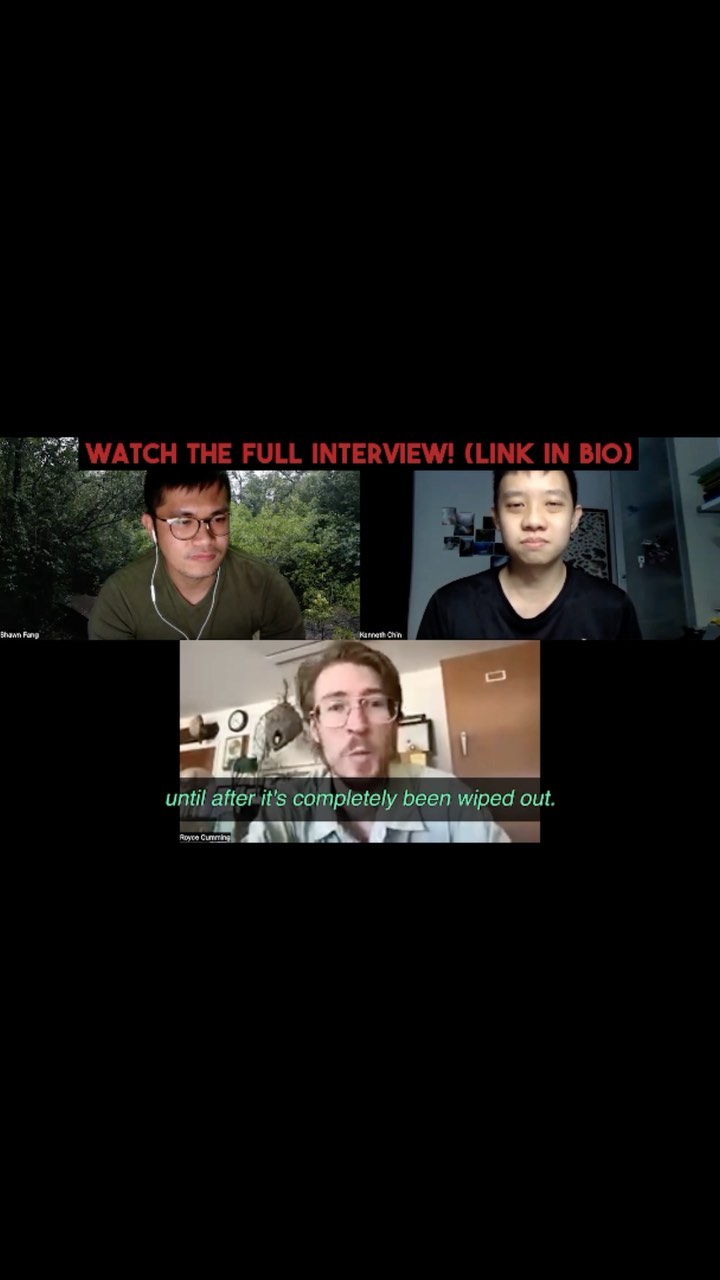 WATCH THE FULL INTERVIEW! (LINK IN BIO)
Shawn Fang
Kenneth Chin
until after it's completely been wiped out.
Royce Cumming